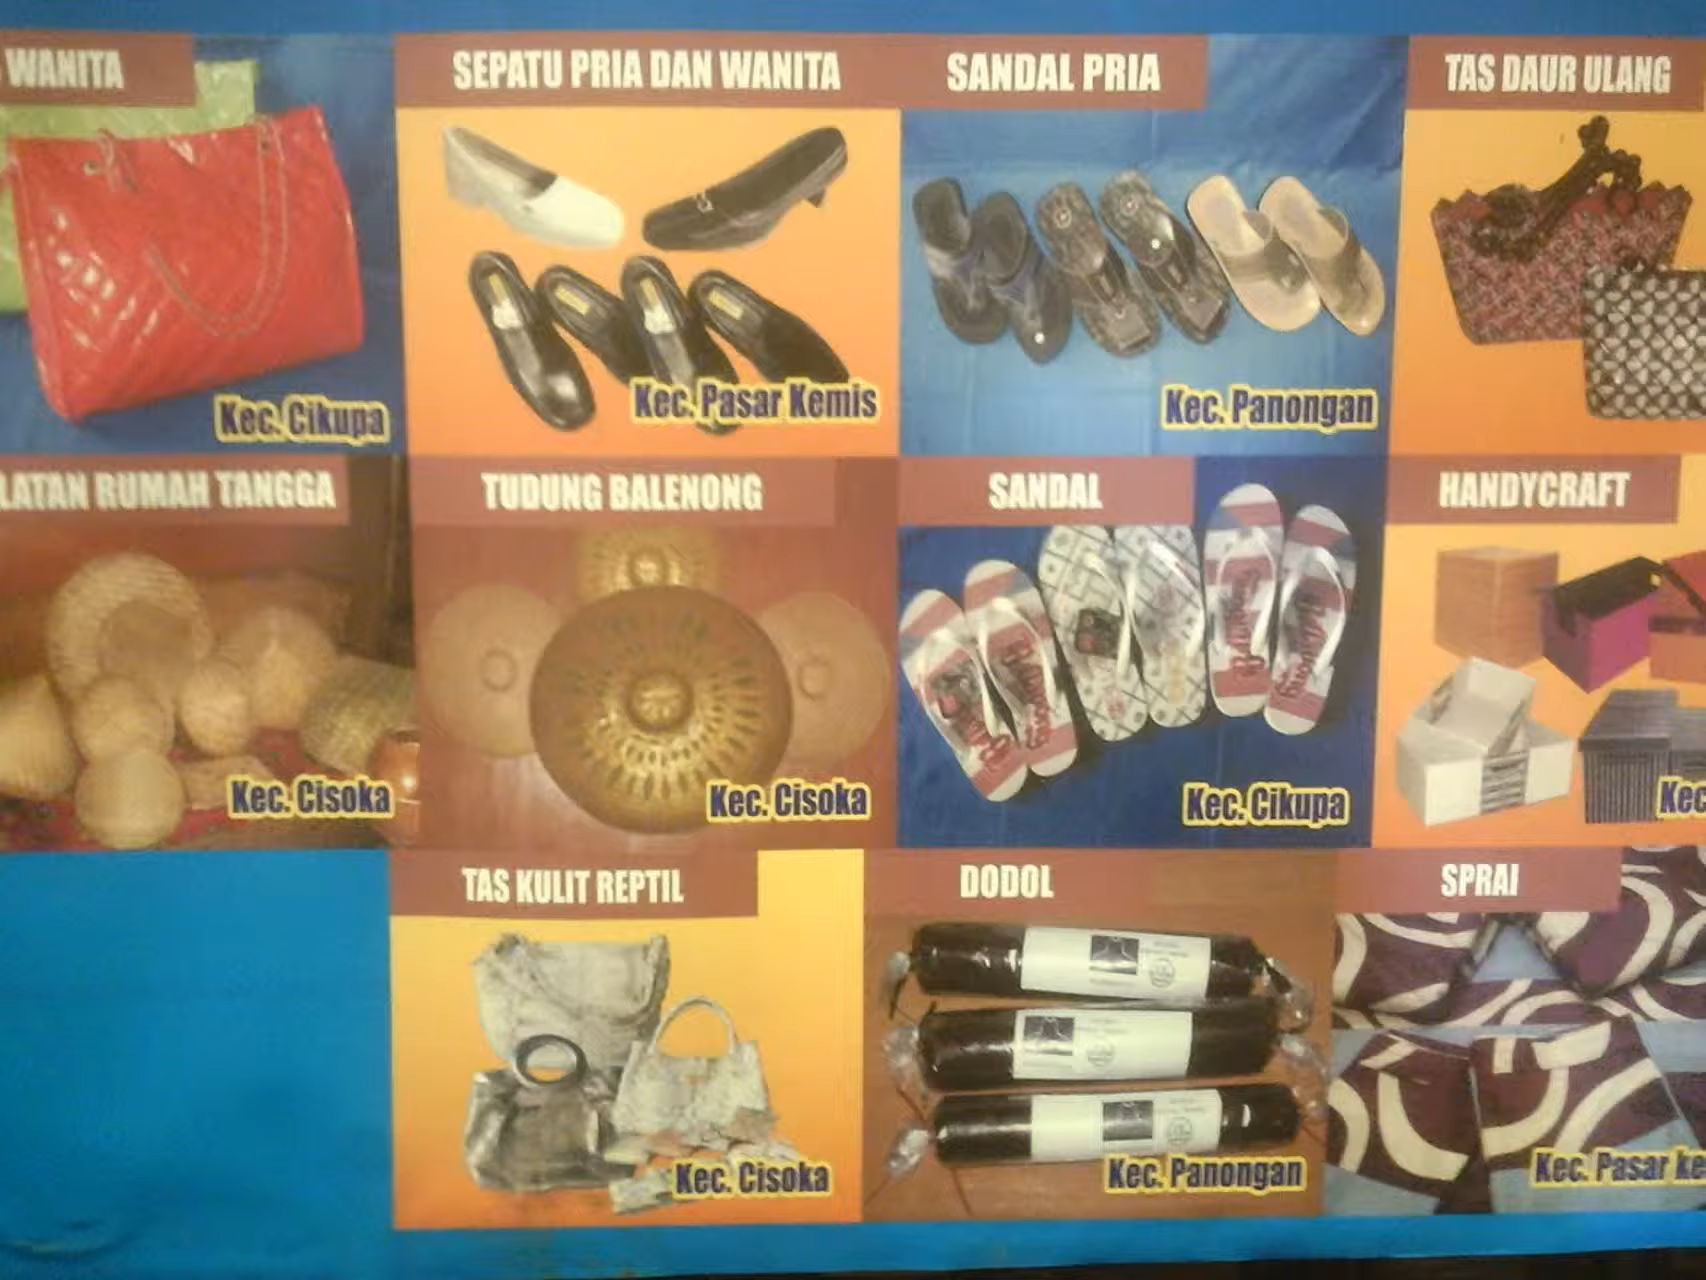 WANITA
SEPATU PRIA DAN WANITA
SANDAL PRIA
TAS DAUR ULANG
Kec. Cikupa
Kec. Pasar Kemis
Kec. Panongan
LATAN RUMAH TANGGA
TUDUNG BALENONG
SANDAL
HANDYCRAFT
Kec. Cisoka
Kec. Cisoka
Kec. Cikupa
Kec
TAS KULIT REPTIL
DODOL
SPRAI
Kec. Cisoka
Kec. Panongan
Kec. Pasar ke